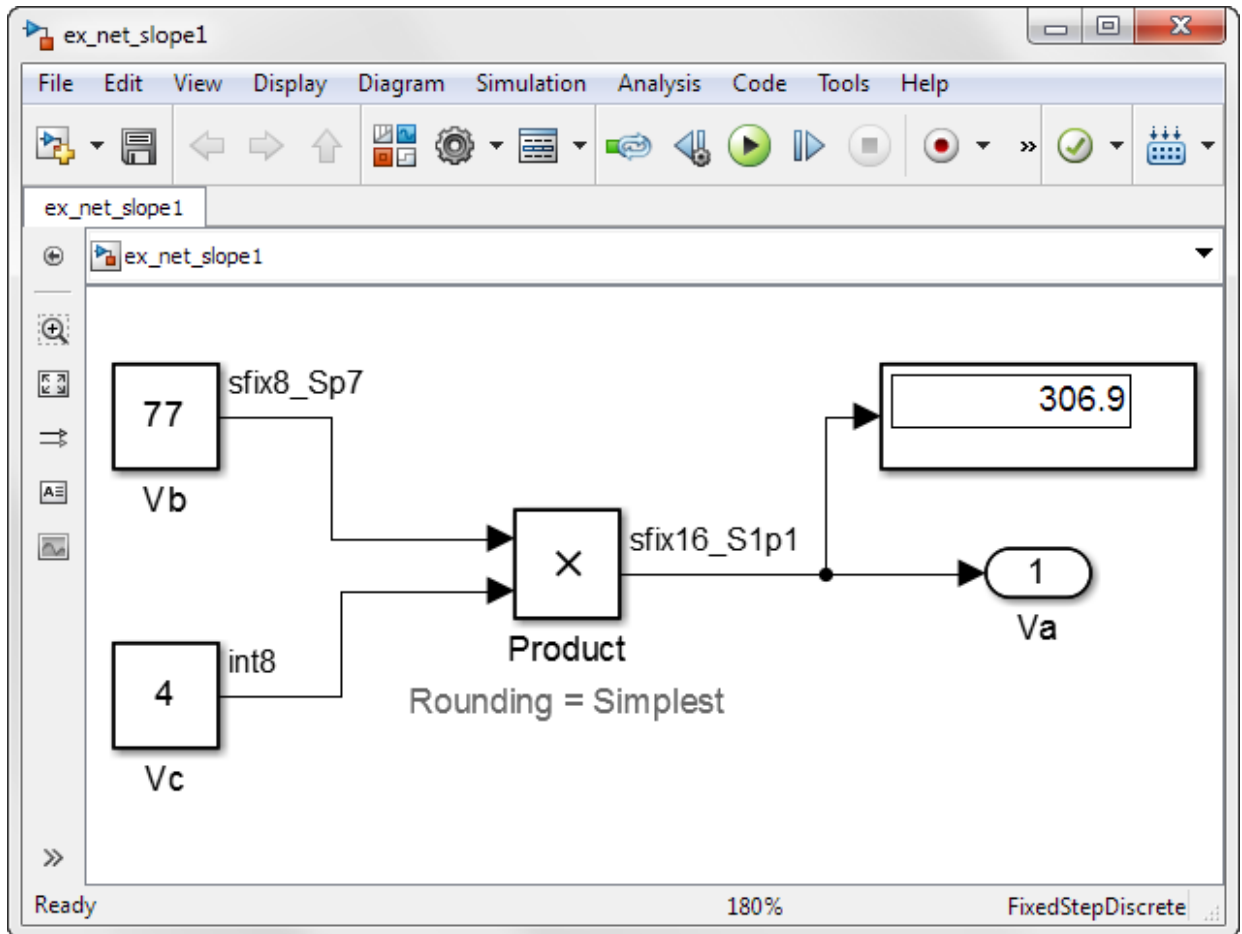 ex_net_slope1
File Edit View Display Diagram Simulation Analysis Code Tools Help
»
ex_net_slope1
ex_net_slope1
77
sfix8_Sp7
Vb
306.9
×
sfix16_S1p1
Product
1
Va
4
int8
Vc
Rounding = Simplest
»
Ready 180% FixedStepDiscrete